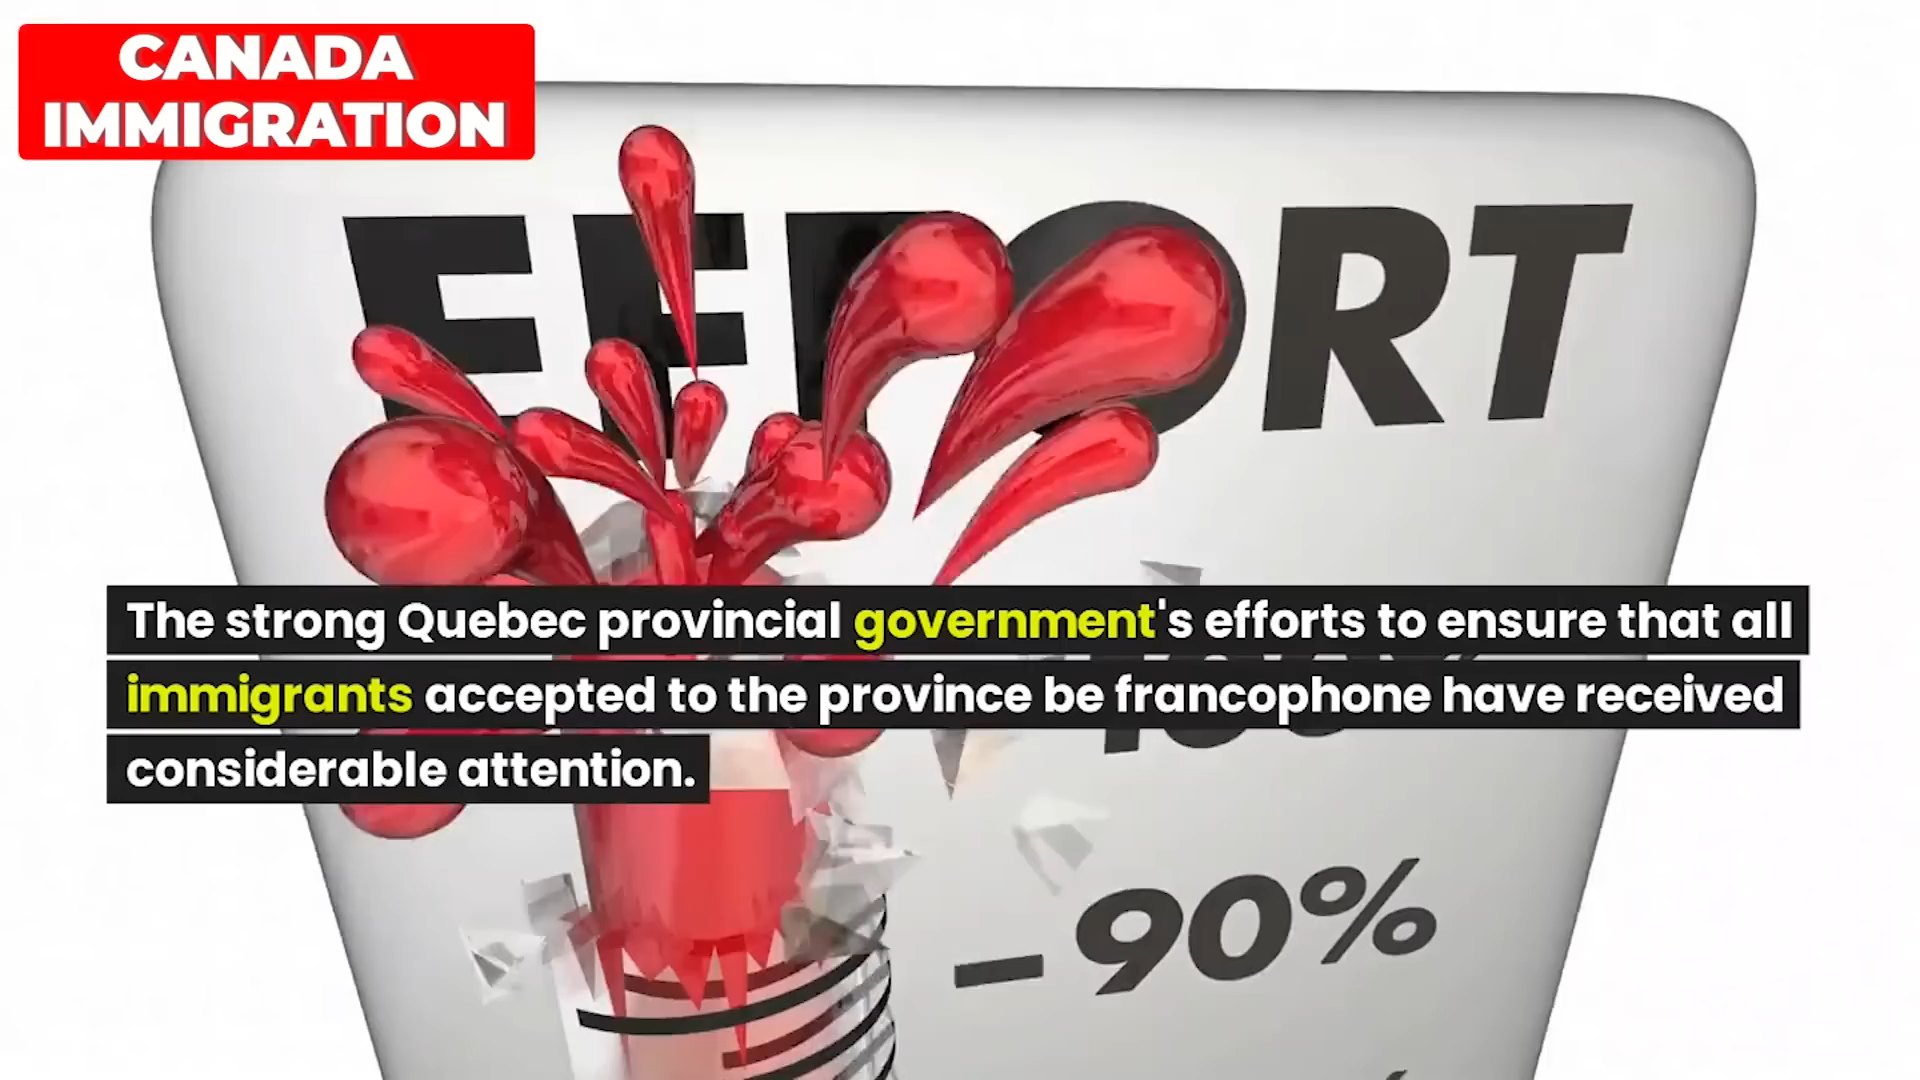 CANADA
IMMIGRATION
EFFORT
The strong Quebec provincial government's efforts to ensure that all
immigrants accepted to the province be francophone have received
considerable attention.
-90%